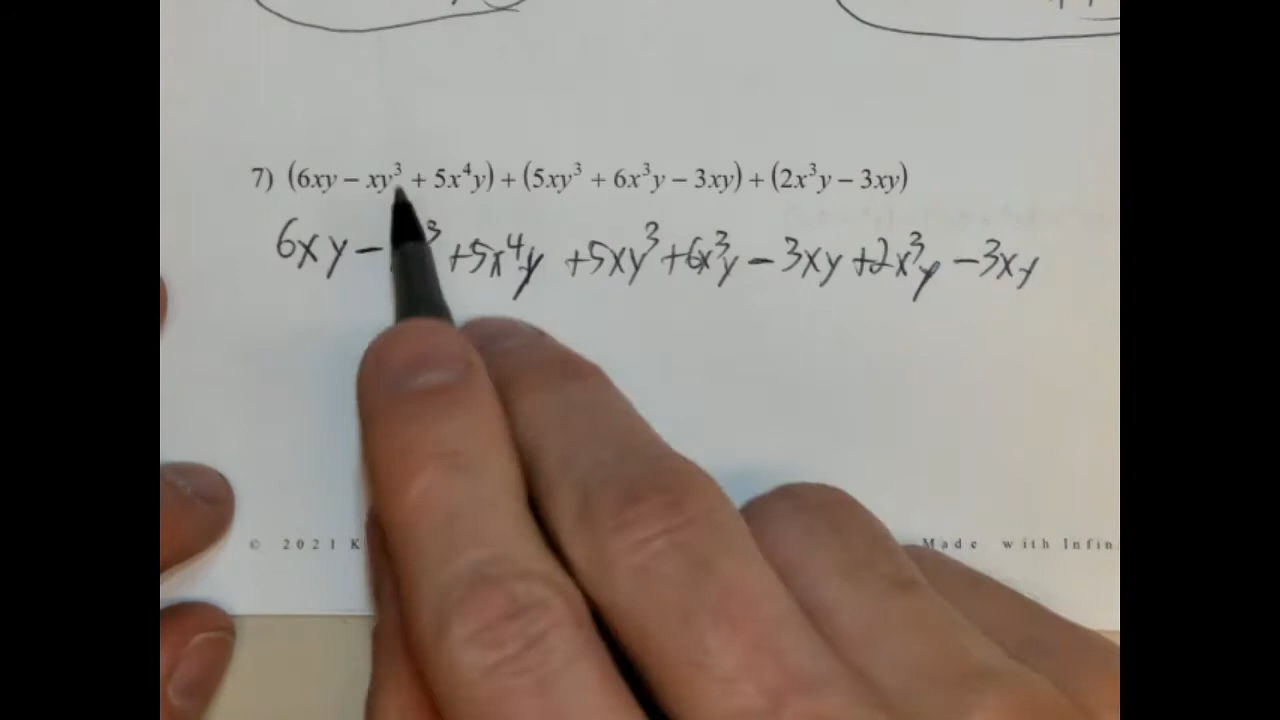 7) (6xy − xy³ + 5x⁴y) + (5xy³ + 6x³y − 3xy) + (2x³y − 3xy)
6xy − ³ +5x⁴y +5xy³ +6x³y − 3xy +2x³y −3xy
© 2021 K Made with Infin